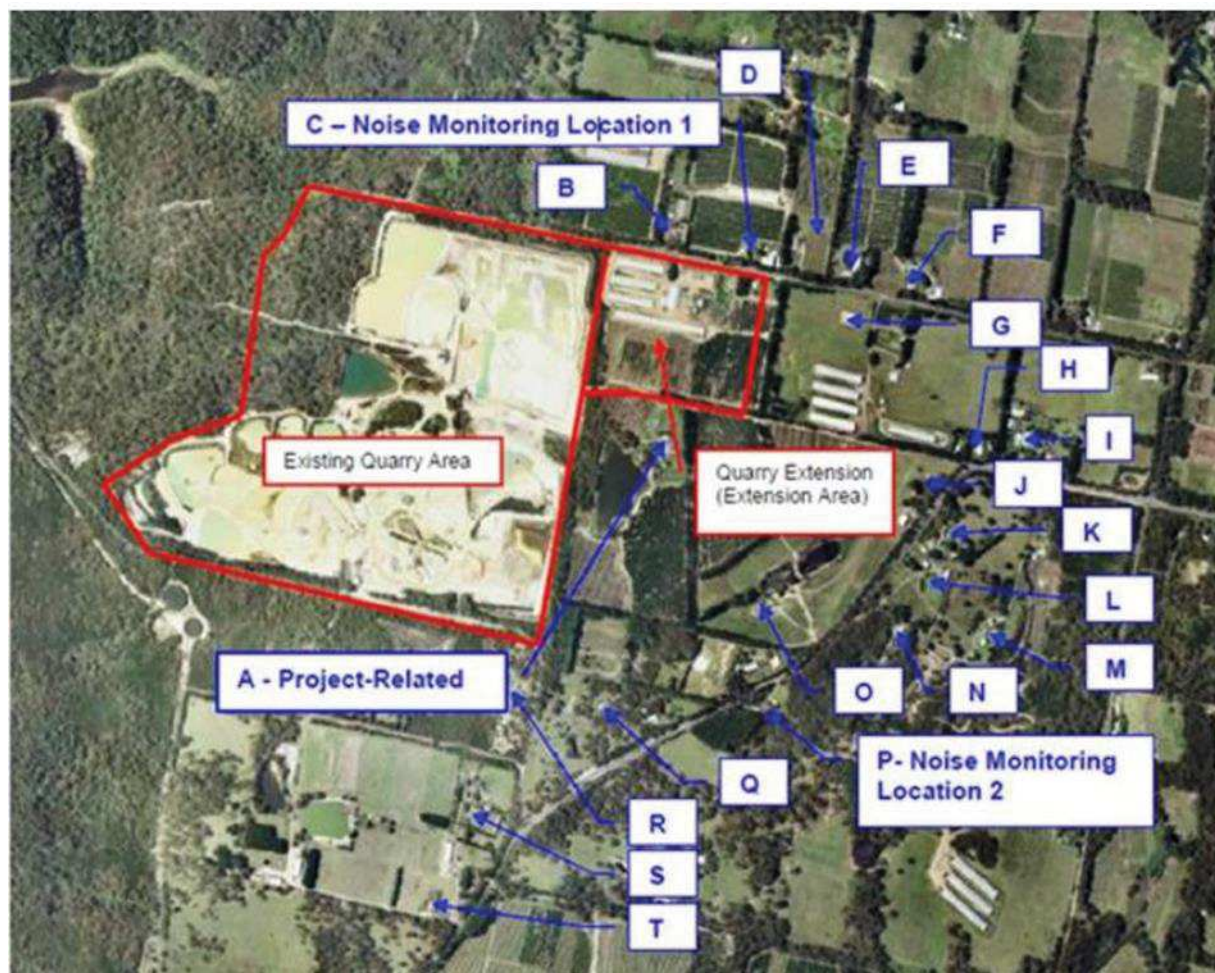 D
C – Noise Monitoring Location 1
E
B
F
G
H
Existing Quarry Area
Quarry Extension
(Extension Area)
I
J
K
L
A - Project-Related
O
N
M
P- Noise Monitoring
Location 2
Q
R
S
T